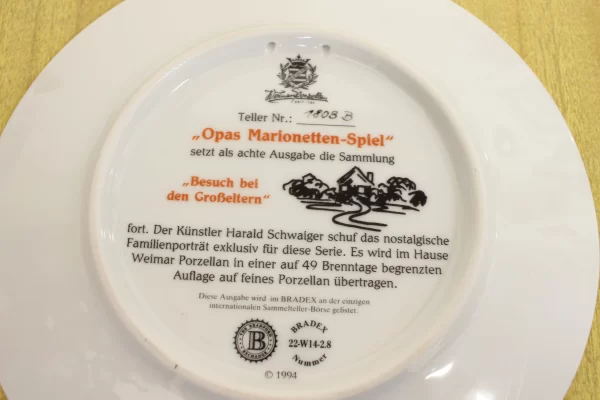 Teller Nr.: 1808 B
„Opas Marionetten-Spiel“
setzt als achte Ausgabe die Sammlung
„Besuch bei
den Großeltern“
fort. Der Künstler Harald Schwaiger schuf das nostalgische
Familienporträt exklusiv für diese Serie. Es wird im Hause
Weimar Porzellan in einer auf 49 Brenntage begrenzten
Auflage auf feines Porzellan übertragen.
Diese Ausgabe wird im BRADEX an der einzigen
internationalen Sammelteller-Börse gelistet.
THE BRADFORD EXCHANGE
B
BRADEX
22-W14-2.8
Nummer
© 1994